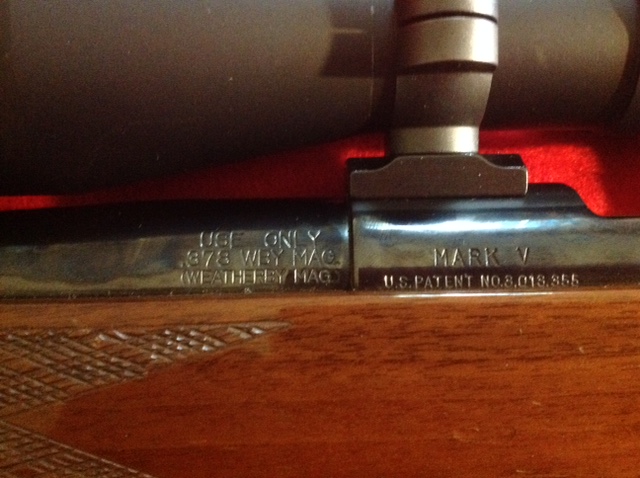 USE ONLY
.378 WBY MAG.
(WEATHERBY MAG.)
MARK V
U.S. PATENT NO. 3,013,355